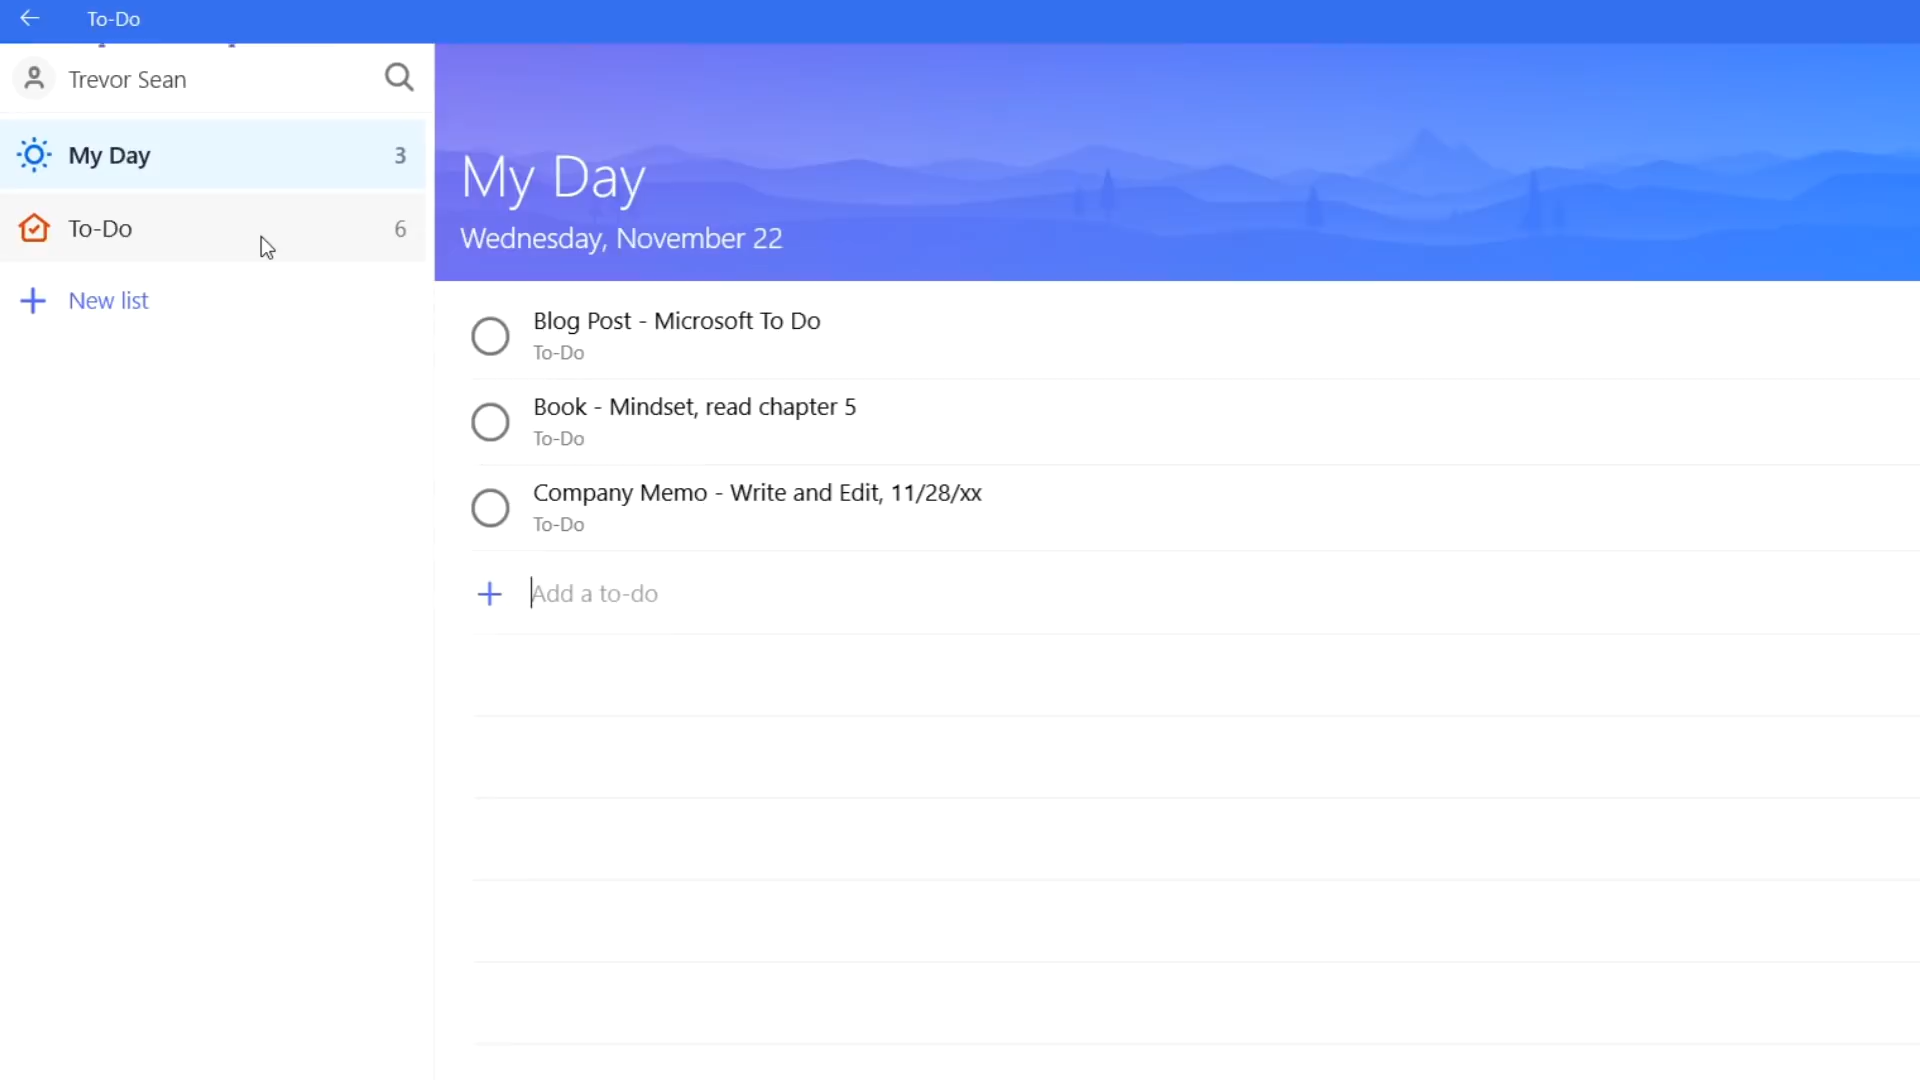 To-Do
Trevor Sean
My Day 3
To-Do 6
New list
My Day
Wednesday, November 22
Blog Post - Microsoft To Do
To-Do
Book - Mindset, read chapter 5
To-Do
Company Memo - Write and Edit, 11/28/xx
To-Do
Add a to-do